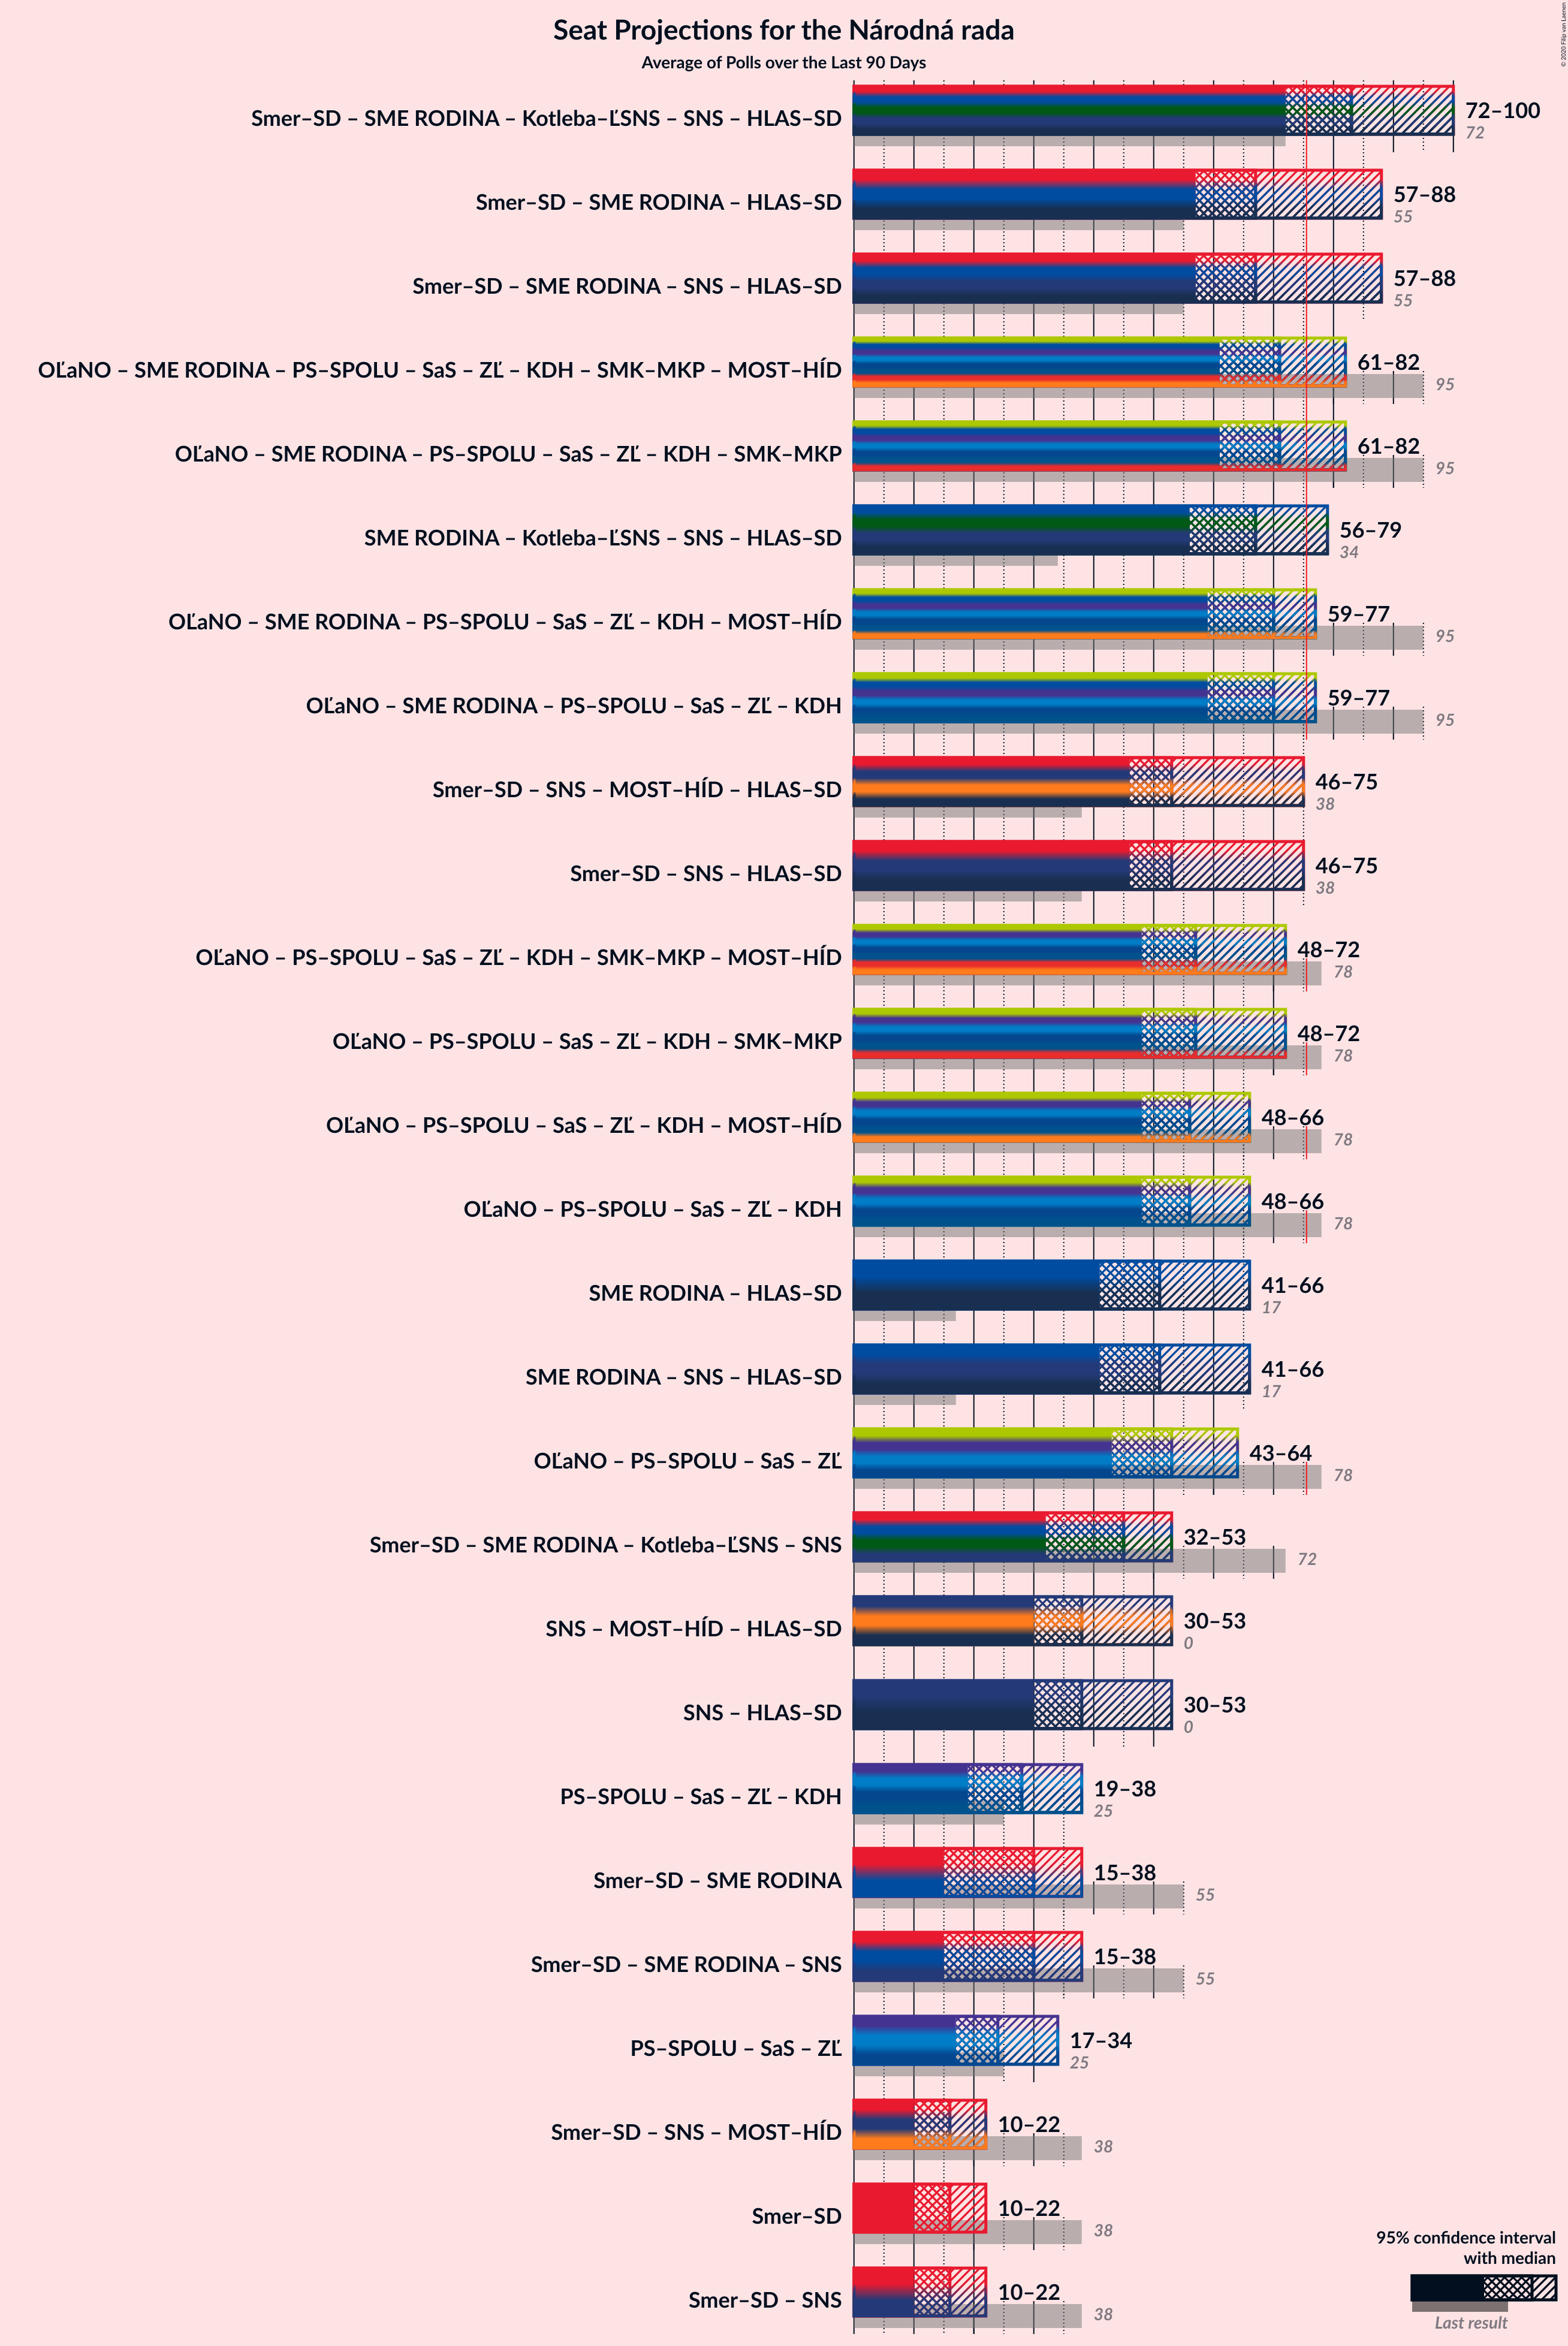 Seat Projections for the Národná rada
Average of Polls over the Last 90 Days
© 2020 Filip van Laenen
Smer–SD – SME RODINA – Kotleba–ĽSNS – SNS – HLAS–SD
72–100
72
Smer–SD – SME RODINA – HLAS–SD
57–88
55
Smer–SD – SME RODINA – SNS – HLAS–SD
57–88
55
OĽaNO – SME RODINA – PS–SPOLU – SaS – ZĽ – KDH – SMK–MKP – MOST–HÍD
61–82
95
OĽaNO – SME RODINA – PS–SPOLU – SaS – ZĽ – KDH – SMK–MKP
61–82
95
SME RODINA – Kotleba–ĽSNS – SNS – HLAS–SD
56–79
34
OĽaNO – SME RODINA – PS–SPOLU – SaS – ZĽ – KDH – MOST–HÍD
59–77
95
OĽaNO – SME RODINA – PS–SPOLU – SaS – ZĽ – KDH
59–77
95
Smer–SD – SNS – MOST–HÍD – HLAS–SD
46–75
38
Smer–SD – SNS – HLAS–SD
46–75
38
OĽaNO – PS–SPOLU – SaS – ZĽ – KDH – SMK–MKP – MOST–HÍD
48–72
78
OĽaNO – PS–SPOLU – SaS – ZĽ – KDH – SMK–MKP
48–72
78
OĽaNO – PS–SPOLU – SaS – ZĽ – KDH – MOST–HÍD
48–66
78
OĽaNO – PS–SPOLU – SaS – ZĽ – KDH
48–66
78
SME RODINA – HLAS–SD
41–66
17
SME RODINA – SNS – HLAS–SD
41–66
17
OĽaNO – PS–SPOLU – SaS – ZĽ
43–64
78
Smer–SD – SME RODINA – Kotleba–ĽSNS – SNS
32–53
72
SNS – MOST–HÍD – HLAS–SD
30–53
0
SNS – HLAS–SD
30–53
0
PS–SPOLU – SaS – ZĽ – KDH
19–38
25
Smer–SD – SME RODINA
15–38
55
Smer–SD – SME RODINA – SNS
15–38
55
PS–SPOLU – SaS – ZĽ
17–34
25
Smer–SD – SNS – MOST–HÍD
10–22
38
Smer–SD
10–22
38
Smer–SD – SNS
10–22
38
95% confidence interval
with median
Last result